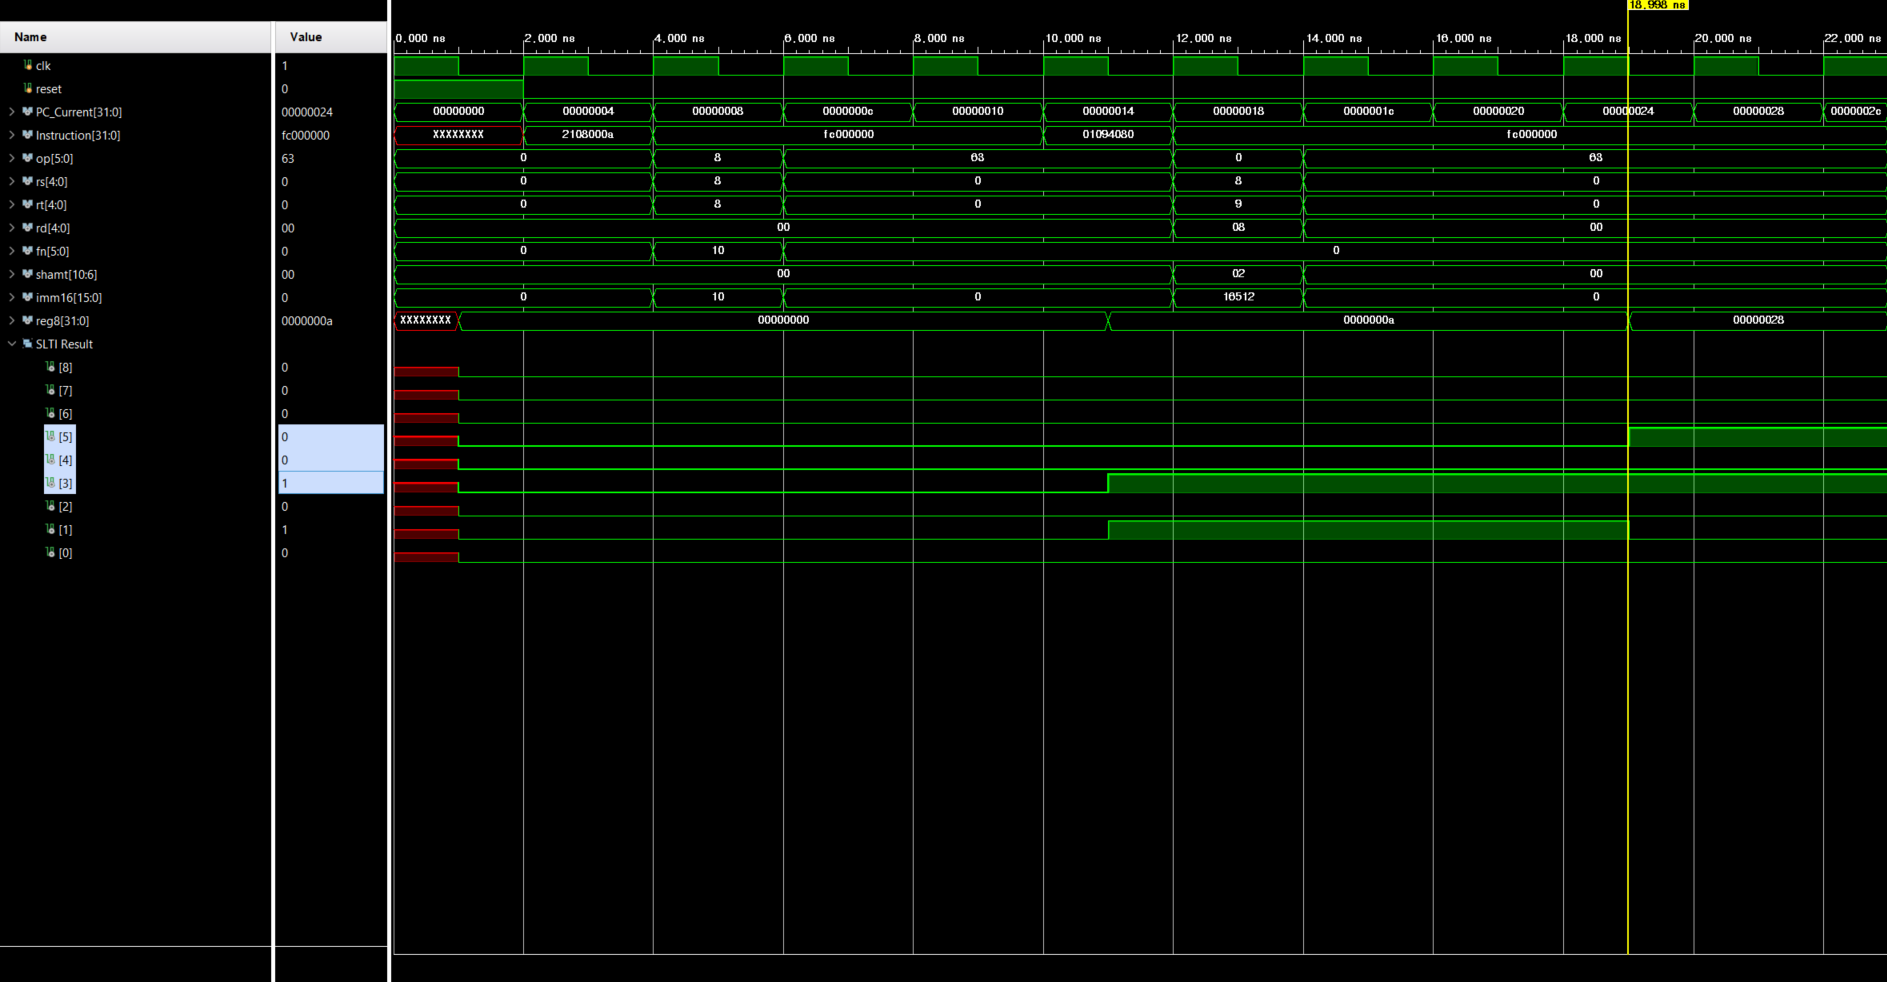 18,998 ns
Name Value
0,000 ns 2,000 ns 4,000 ns 6,000 ns 8,000 ns 10,000 ns 12,000 ns 14,000 ns 16,000 ns 18,000 ns 20,000 ns 22,000 ns
clk 1
reset 0
PC_Current[31:0] 00000024 00000000 00000004 00000008 0000000c 00000010 00000014 00000018 0000001c 00000020 00000024 00000028 0000002c
Instruction[31:0] fc000000 XXXXXXXX 2108000a fc000000 01094080 fc000000
op[5:0] 63 0 8 63 0 63
rs[4:0] 0 0 8 0 8 0
rt[4:0] 0 0 8 0 9 0
rd[4:0] 00 00 08 00
fn[5:0] 0 0 10 0
shamt[10:6] 00 00 02 00
imm16[15:0] 0 0 10 0 16512 0
reg8[31:0] 0000000a XXXXXXXX 00000000 0000000a 00000028
SLTI Result
[8] 0
[7] 0
[6] 0
[5] 0
[4] 0
[3] 1
[2] 0
[1] 1
[0] 0